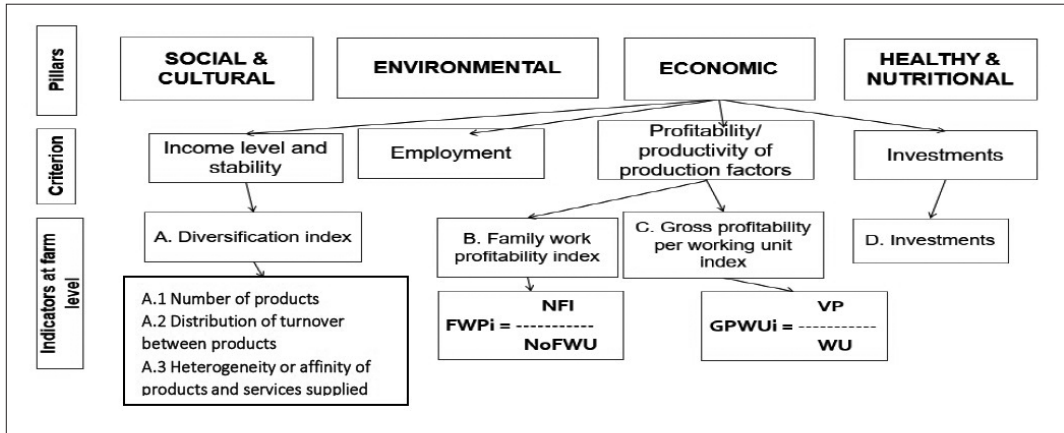 Pillars
SOCIAL &
CULTURAL
ENVIRONMENTAL
ECONOMIC
HEALTHY &
NUTRITIONAL
Criterion
Income level and
stability
Employment
Profitability/
productivity of
production factors
Investments
Indicators at farm
level
A. Diversification index
B. Family work
profitability index
C. Gross profitability
per working unit
index
D. Investments
A.1 Number of products
A.2 Distribution of turnover
between products
A.3 Heterogeneity or affinity of
products and services supplied
NFI
FWPi = ------------
NoFWU
VP
GPWUi = -----------
WU